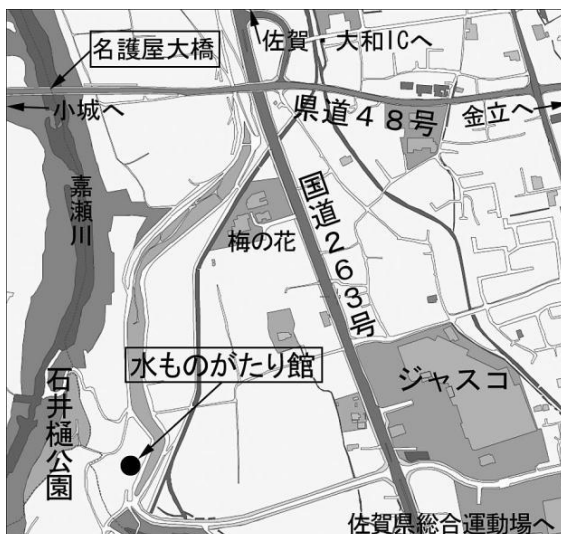 佐賀・大和ICへ
名護屋大橋
小城へ
県道48号
金立へ
嘉瀬川
国道263号
梅の花
水ものがたり館
ジャスコ
石井樋公園
佐賀県総合運動場へ